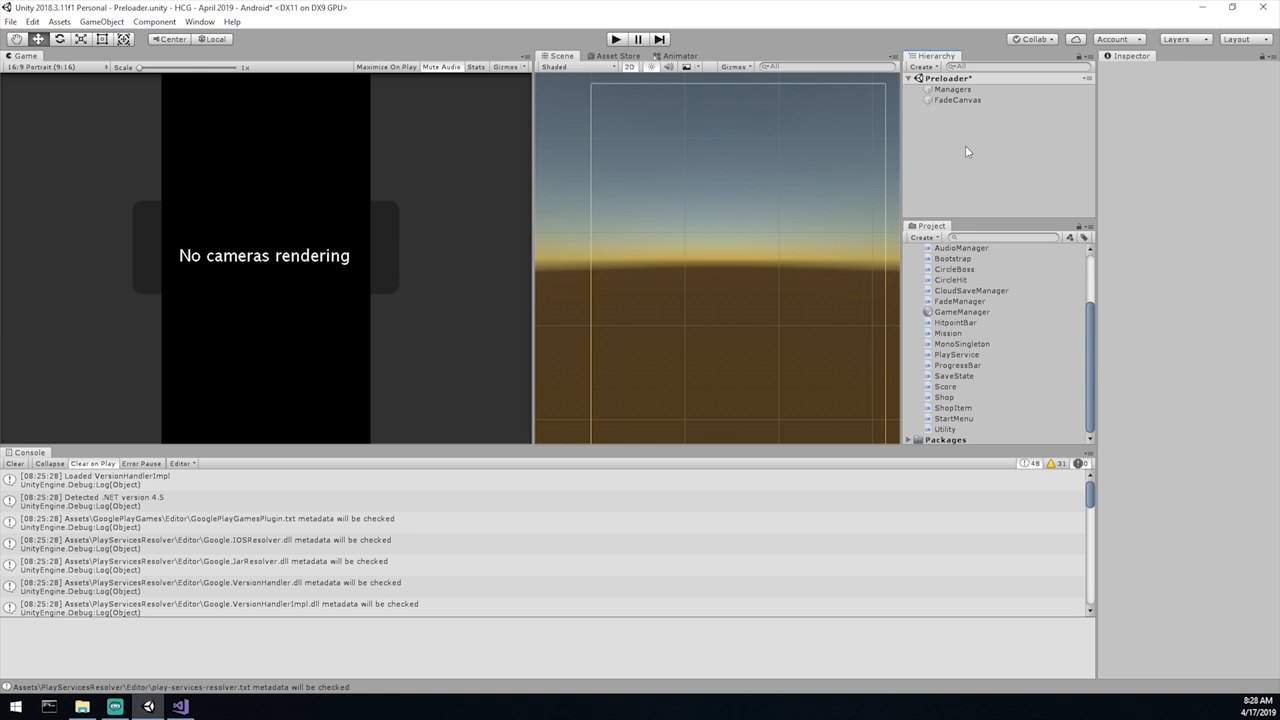 Unity 2018.3.11f1 Personal - Preloader.unity - HCG - April 2019 - Android* <DX11 on DX9 GPU>
File Edit Assets GameObject Component Window Help
Center Local Collab Account Layers Layout
Game
16:9 Portrait (9:16) Scale 1x Maximize On Play Mute Audio Stats Gizmos
No cameras rendering
Scene Asset Store Animator
Shaded 2D Gizmos All
Hierarchy
Create All
Preloader*
Managers
FadeCanvas
Project
Create
AudioManager
Bootstrap
CircleBoss
CircleHit
CloudSaveManager
FadeManager
GameManager
HitpointBar
Mission
MonoSingleton
PlayService
ProgressBar
SaveState
Score
Shop
ShopItem
StartMenu
Utility
Packages
Inspector
Console
Clear Collapse Clear on Play Error Pause Editor 48 31 0
[08:25:28] Loaded VersionHandlerImpl
UnityEngine.Debug:Log(Object)
[08:25:28] Detected .NET version 4.5
UnityEngine.Debug:Log(Object)
[08:25:28] Assets\GooglePlayGames\Editor\GooglePlayGamesPlugin.txt metadata will be checked
UnityEngine.Debug:Log(Object)
[08:25:28] Assets\PlayServicesResolver\Editor\Google.IOSResolver.dll metadata will be checked
UnityEngine.Debug:Log(Object)
[08:25:28] Assets\PlayServicesResolver\Editor\Google.JarResolver.dll metadata will be checked
UnityEngine.Debug:Log(Object)
[08:25:28] Assets\PlayServicesResolver\Editor\Google.VersionHandler.dll metadata will be checked
UnityEngine.Debug:Log(Object)
[08:25:28] Assets\PlayServicesResolver\Editor\Google.VersionHandlerImpl.dll metadata will be checked
UnityEngine.Debug:Log(Object)
Assets\PlayServicesResolver\Editor\play-services-resolver.txt metadata will be checked
8:28 AM
4/17/2019